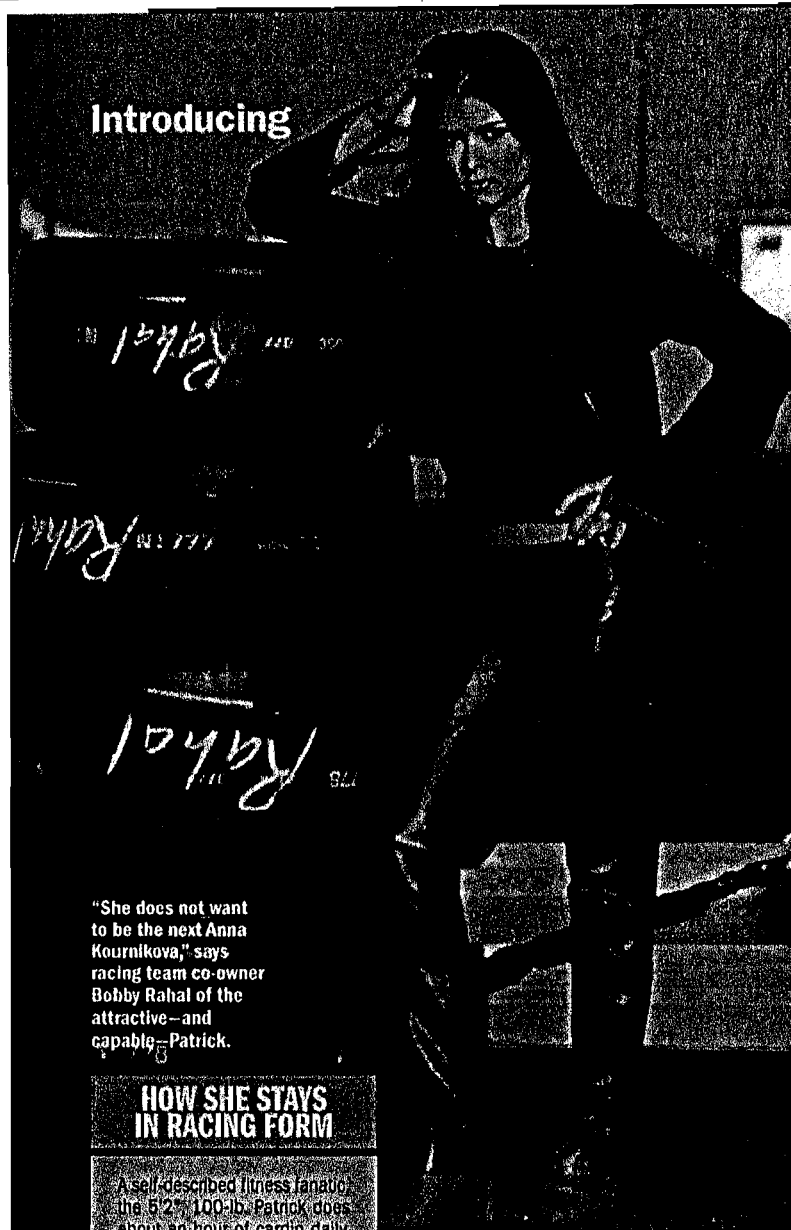 Introducing
Rahal
Rahal
Rahal
778
"She does not want
to be the next Anna
Kournikova," says
racing team co-owner
Bobby Rahal of the
attractive—and
capable—Patrick.
HOW SHE STAYS
IN RACING FORM
A self-described fitness fanatic,
the 5'2", 100-lb. Patrick does
about an hour of cardio daily